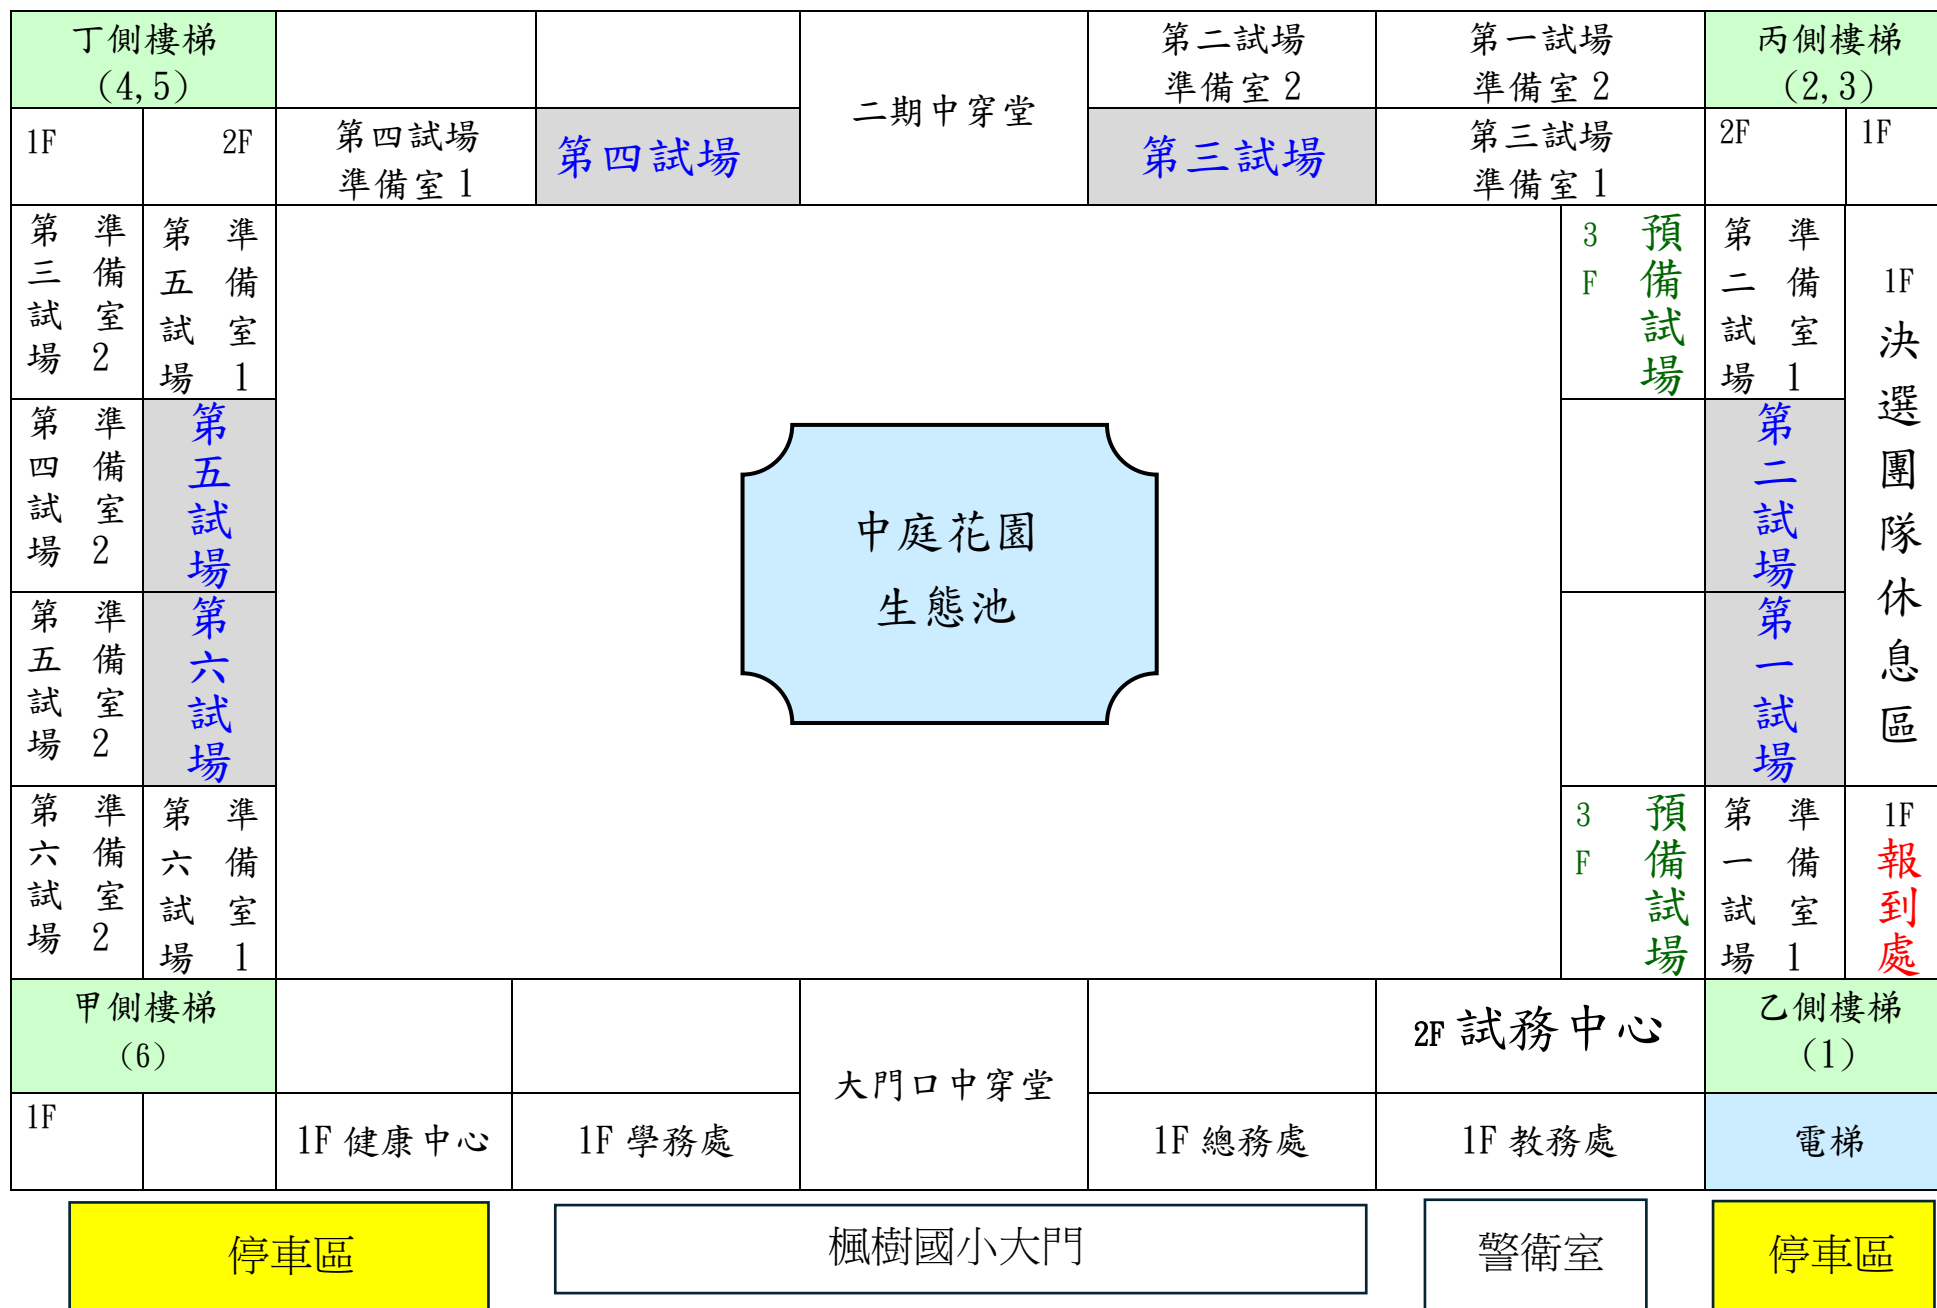 丁側樓梯
(4,5)
二期中穿堂
第二試場
準備室 2
第一試場
準備室 2
丙側樓梯
(2,3)
1F
2F
第四試場
準備室 1
第四試場
第三試場
第三試場
準備室 1
2F
1F
第三試場
準備室 2
第五試場
準備室 1
3F
預備試場
第二試場
準備室 1
1F
決選團隊休息區
第四試場
準備室 2
第五試場
中庭花園
生態池
第二試場
第五試場
準備室 2
第六試場
第一試場
第六試場
準備室 2
第六試場
準備室 1
3F
預備試場
第一試場
準備室 1
1F
報到處
甲側樓梯
(6)
大門口中穿堂
2F 試務中心
乙側樓梯
(1)
1F
1F 健康中心
1F 學務處
1F 總務處
1F 教務處
電梯
停車區
楓樹國小大門
警衛室
停車區